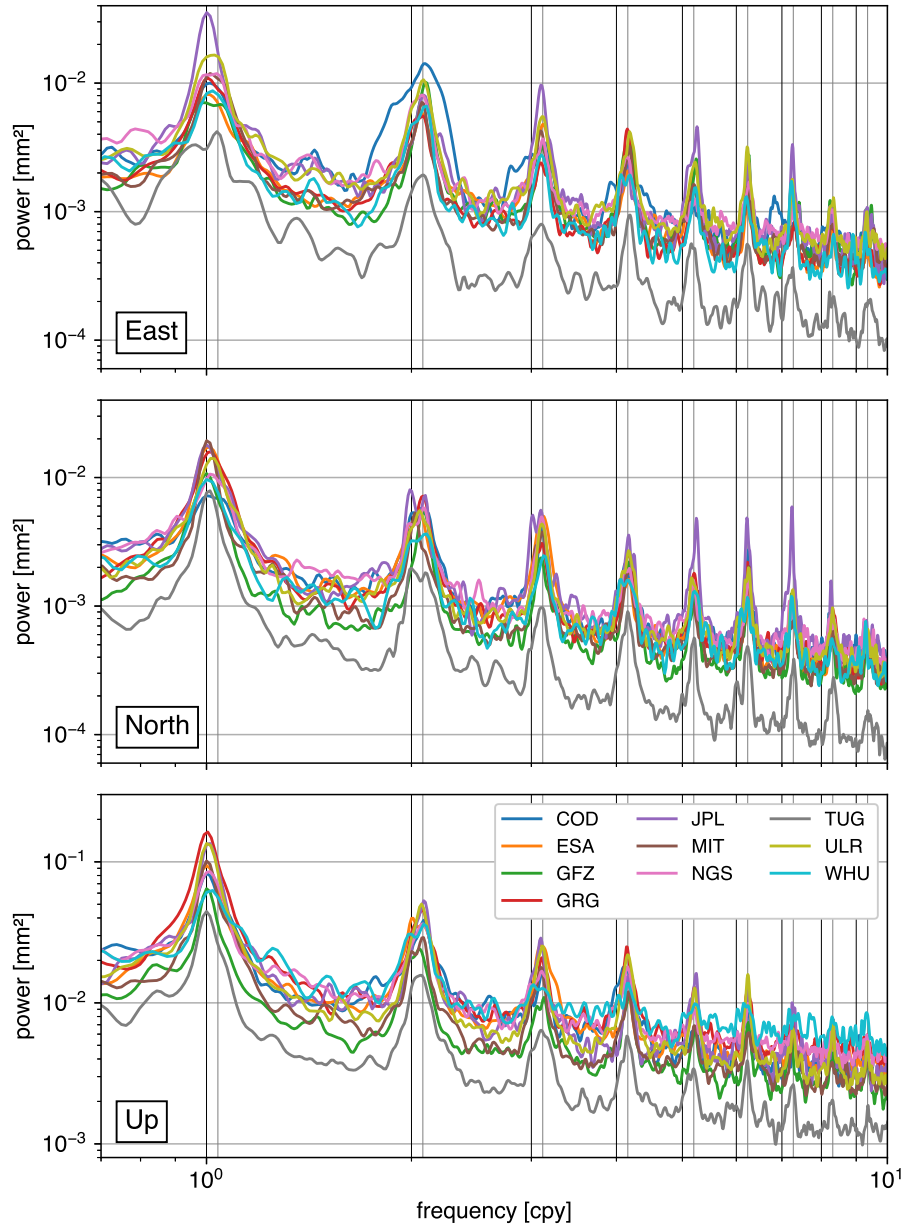 10⁻²
10⁻³
10⁻⁴
power [mm²]
East
10⁻²
10⁻³
10⁻⁴
power [mm²]
North
10⁻¹
10⁻²
10⁻³
power [mm²]
Up
COD JPL TUG
ESA MIT ULR
GFZ NGS WHU
GRG
10⁰ 10¹
frequency [cpy]